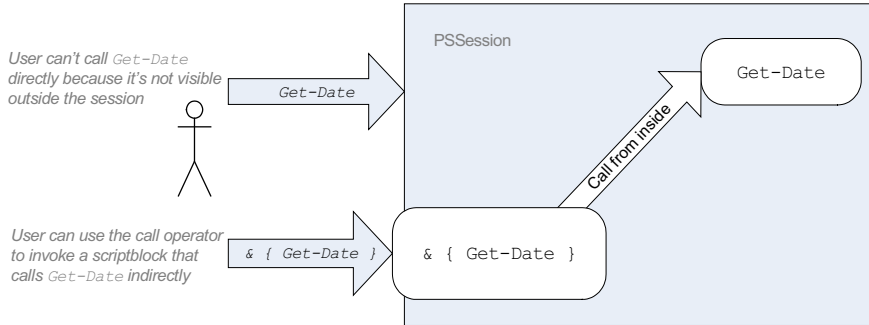 PSSession
User can't call Get-Date
directly because it's not visible
outside the session
Get-Date
Get-Date
Call from inside
User can use the call operator
to invoke a scriptblock that
calls Get-Date indirectly
& { Get-Date }
& { Get-Date }